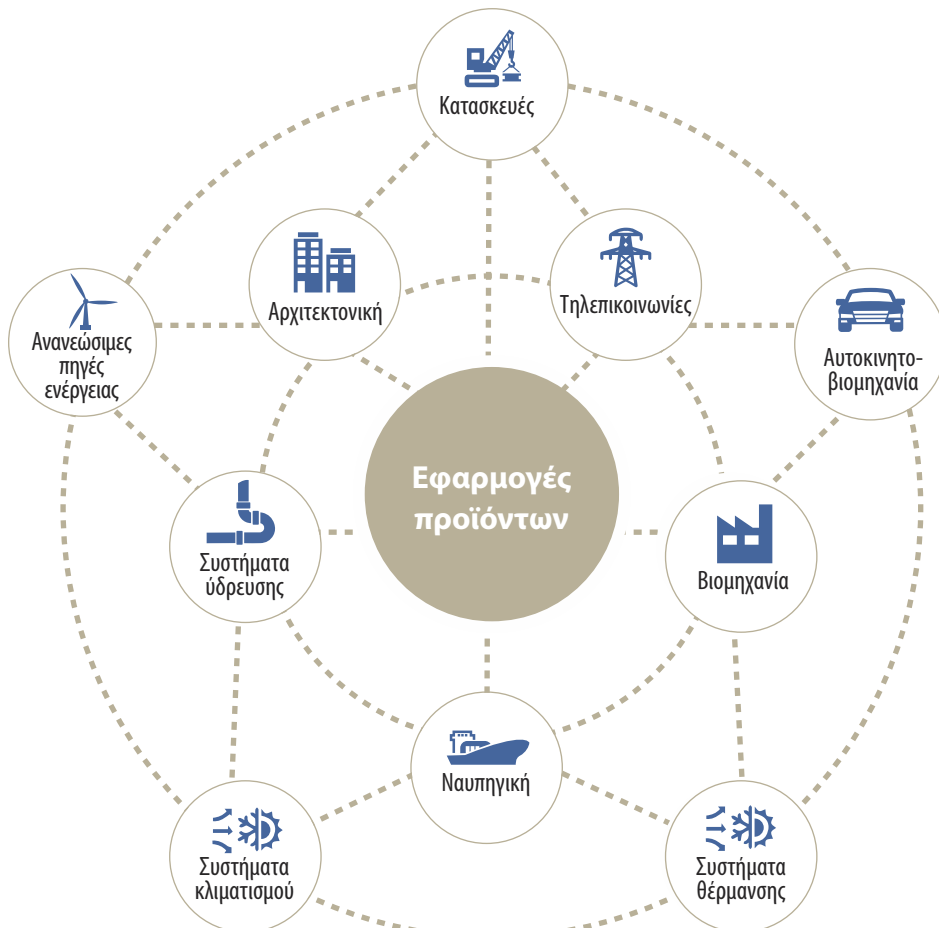 Κατασκευές
Αρχιτεκτονική
Τηλεπικοινωνίες
Ανανεώσιμες
πηγές
ενέργειας
Αυτοκινητο-
βιομηχανία
Εφαρμογές
προϊόντων
Συστήματα
ύδρευσης
Βιομηχανία
Ναυπηγική
Συστήματα
κλιματισμού
Συστήματα
θέρμανσης